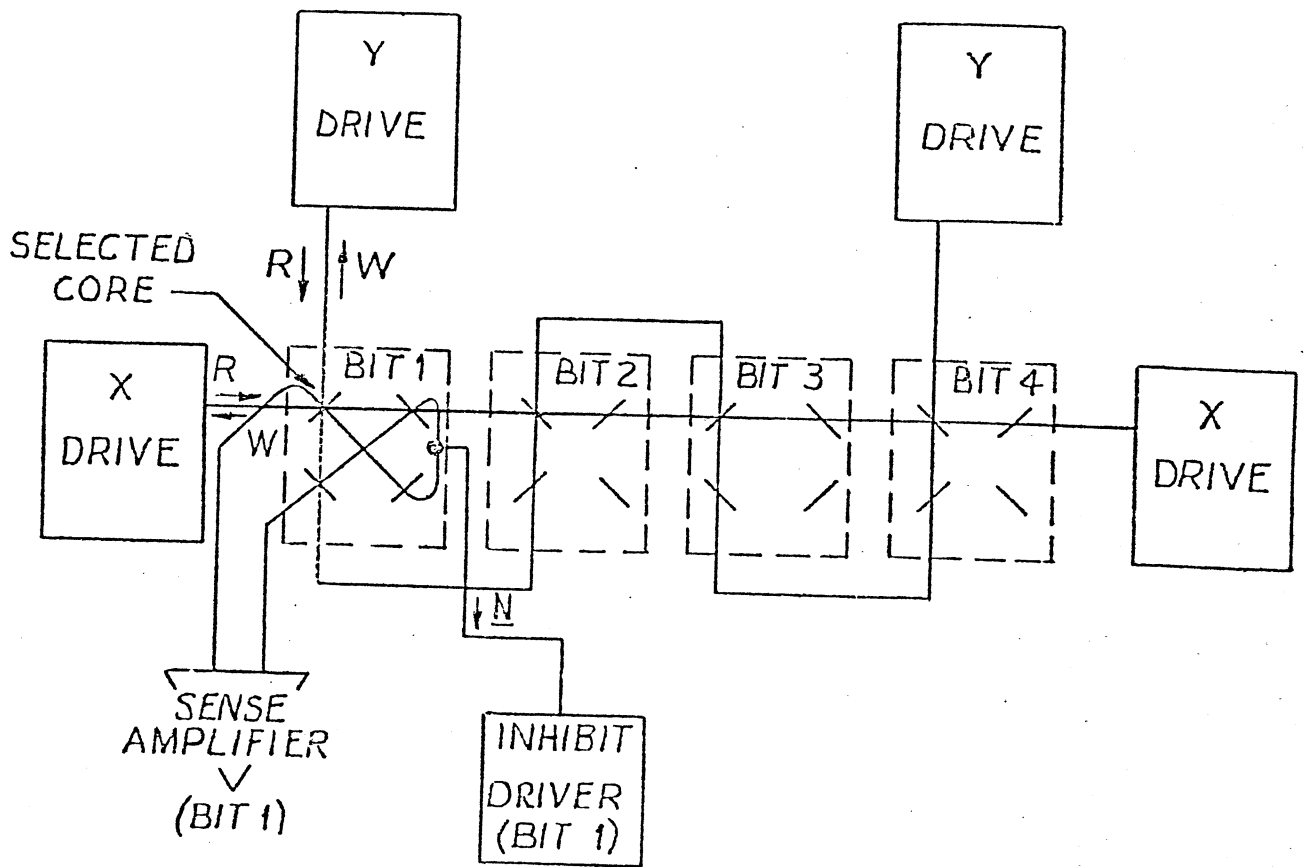 Y
DRIVE
Y
DRIVE
SELECTED
CORE
R
W
X
DRIVE
R
W
BIT 1
BIT 2
BIT 3
BIT 4
X
DRIVE
N
SENSE
AMPLIFIER
(BIT 1)
INHIBIT
DRIVER
(BIT 1)